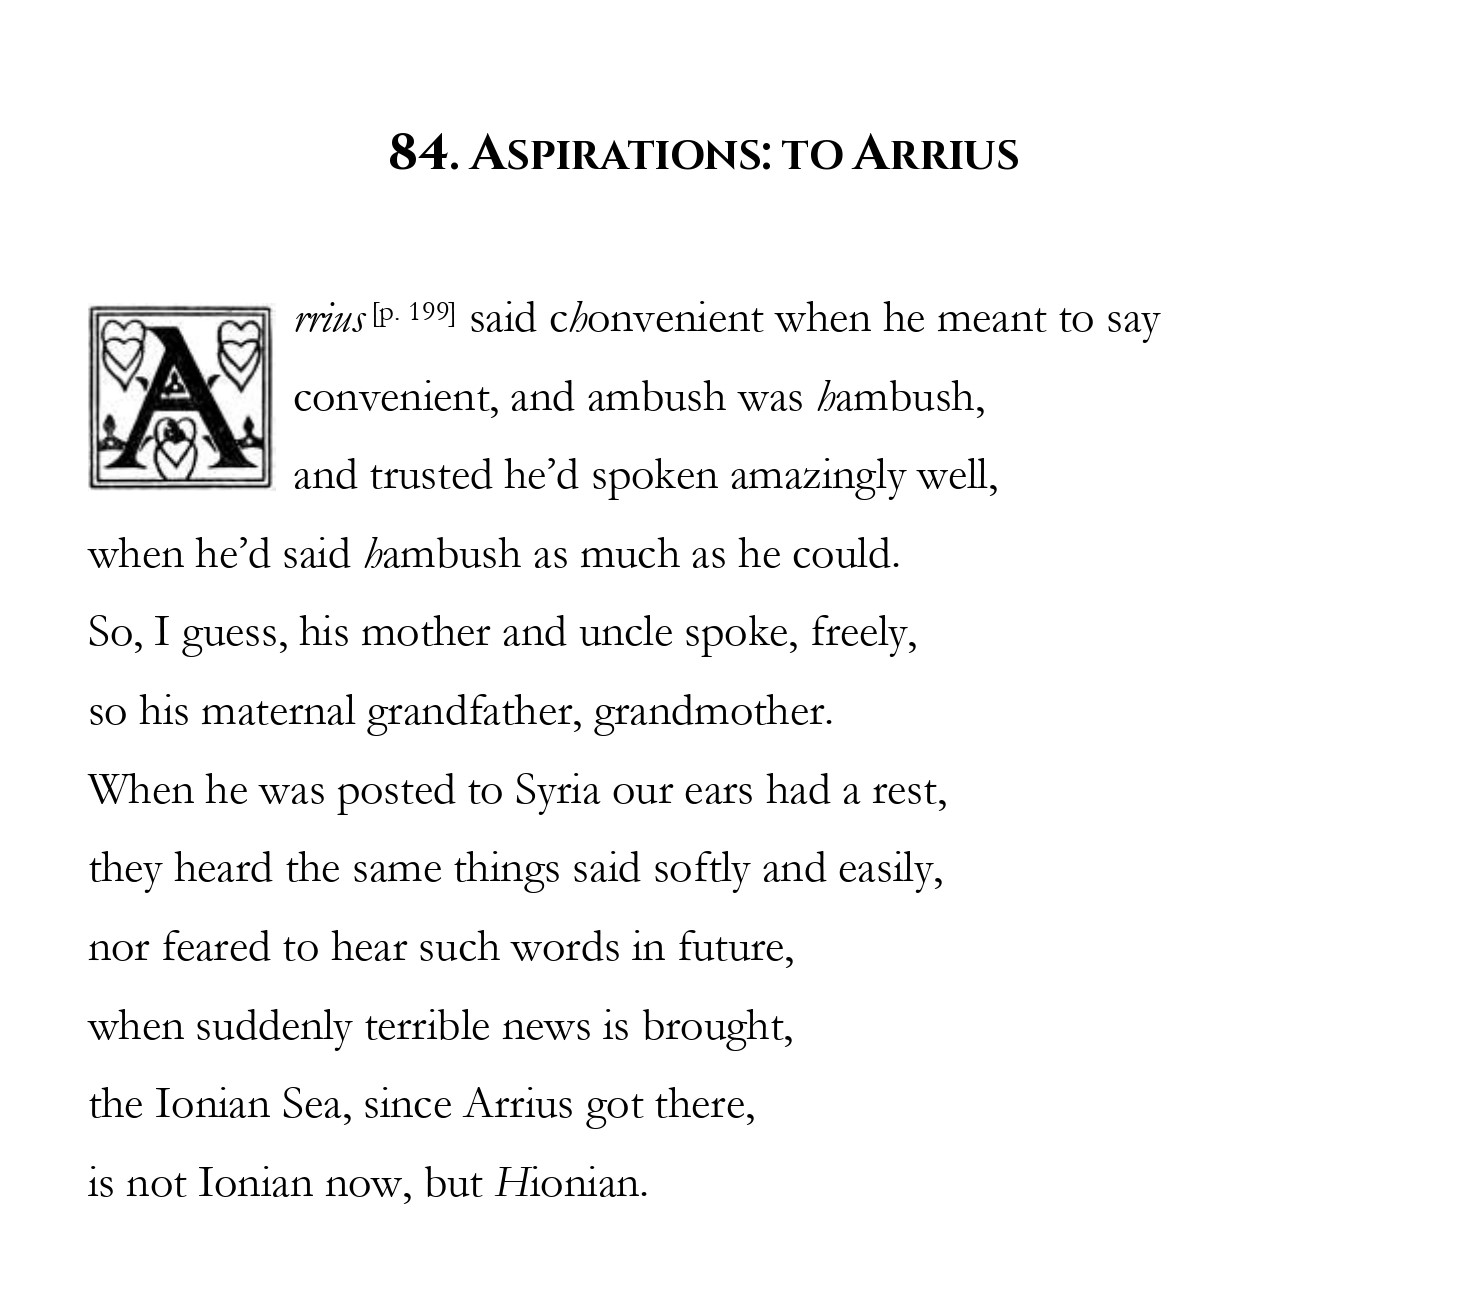 84. ASPIRATIONS: TO ARRIUS
Arrius [p. 199] said chonvenient when he meant to say
convenient, and ambush was hambush,
and trusted he’d spoken amazingly well,
when he’d said hambush as much as he could.
So, I guess, his mother and uncle spoke, freely,
so his maternal grandfather, grandmother.
When he was posted to Syria our ears had a rest,
they heard the same things said softly and easily,
nor feared to hear such words in future,
when suddenly terrible news is brought,
the Ionian Sea, since Arrius got there,
is not Ionian now, but Hionian.